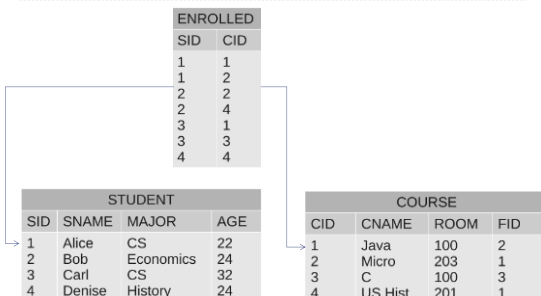 ENROLLED
SID CID
1 1
1 2
2 2
2 4
3 1
3 3
4 4
STUDENT
SID SNAME MAJOR AGE
1 Alice CS 22
2 Bob Economics 24
3 Carl CS 32
4 Denise History 24
COURSE
CID CNAME ROOM FID
1 Java 100 2
2 Micro 203 1
3 C 100 3
4 US Hist 201 1